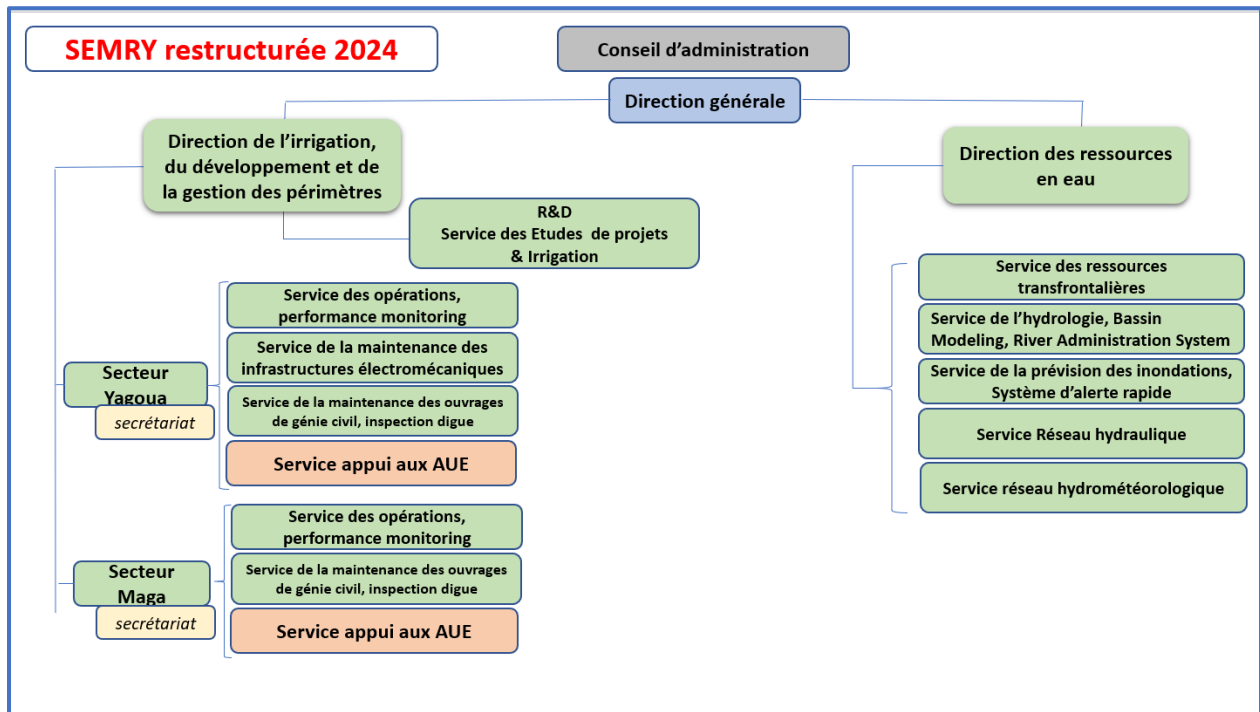 SEMRY restructurée 2024
Conseil d’administration
Direction générale
Direction de l’irrigation,
du développement et de
la gestion des périmètres
Direction des ressources
en eau
R&D
Service des Etudes de projets
& Irrigation
Secteur
Yagoua
secrétariat
Service des opérations,
performance monitoring
Service de la maintenance des
infrastructures électromécaniques
Service de la maintenance des ouvrages
de génie civil, inspection digue
Service appui aux AUE
Secteur
Maga
secrétariat
Service des opérations,
performance monitoring
Service de la maintenance des ouvrages
de génie civil, inspection digue
Service appui aux AUE
Service des ressources
transfrontalières
Service de l’hydrologie, Bassin
Modeling, River Administration System
Service de la prévision des inondations,
Système d’alerte rapide
Service Réseau hydraulique
Service réseau hydrométeorologique